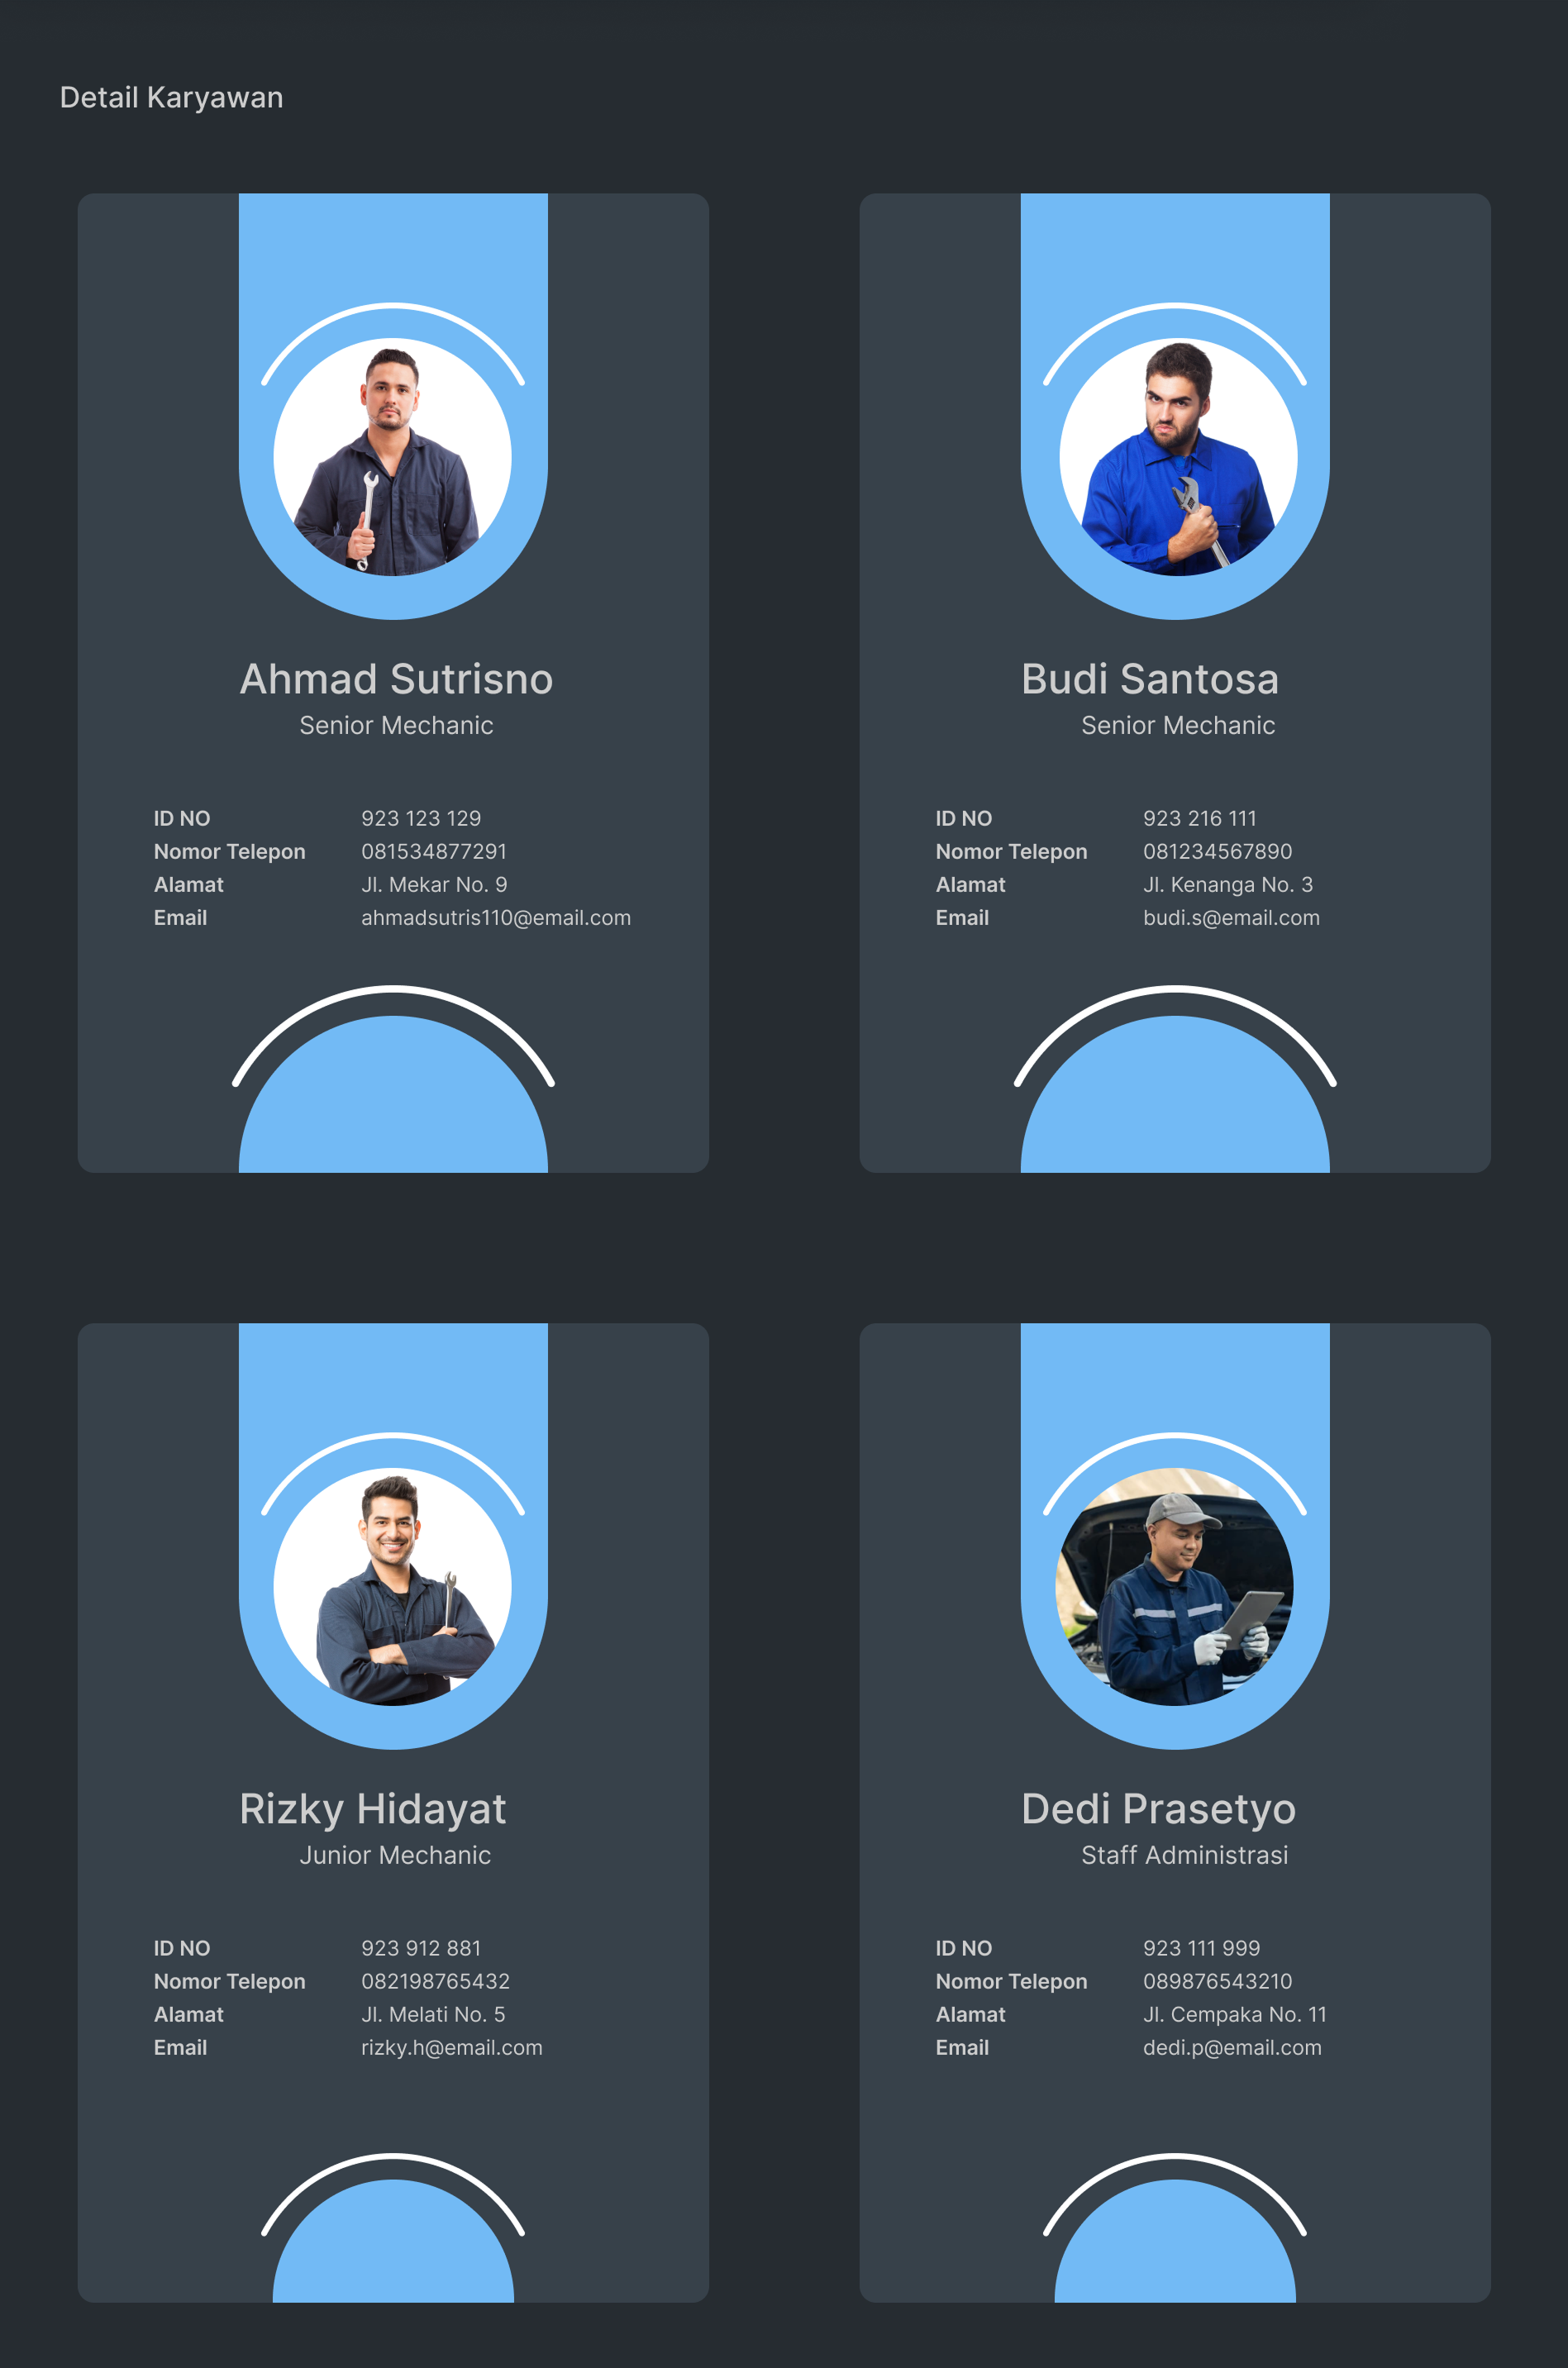 Detail Karyawan
Ahmad Sutrisno
Senior Mechanic
ID NO 923 123 129
Nomor Telepon 081534877291
Alamat Jl. Mekar No. 9
Email ahmadsutris110@email.com
Budi Santosa
Senior Mechanic
ID NO 923 216 111
Nomor Telepon 081234567890
Alamat Jl. Kenanga No. 3
Email budi.s@email.com
Rizky Hidayat
Junior Mechanic
ID NO 923 912 881
Nomor Telepon 082198765432
Alamat Jl. Melati No. 5
Email rizky.h@email.com
Dedi Prasetyo
Staff Administrasi
ID NO 923 111 999
Nomor Telepon 089876543210
Alamat Jl. Cempaka No. 11
Email dedi.p@email.com